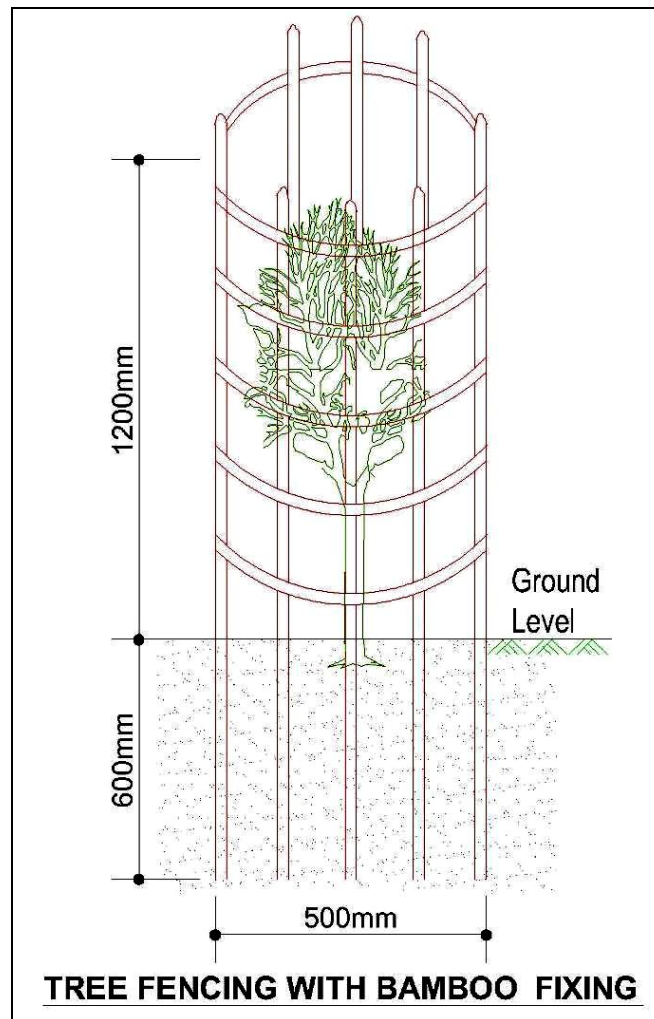 1200mm
Ground
Level
600mm
500mm
TREE FENCING WITH BAMBOO FIXING